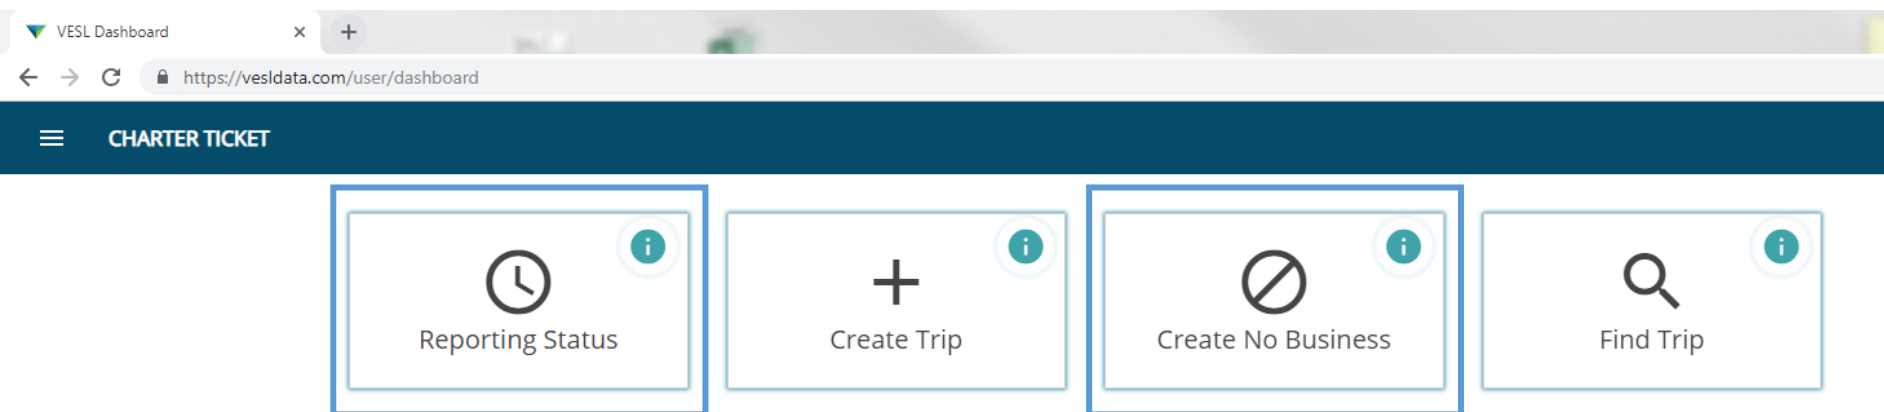 VESL Dashboard
https://vesldata.com/user/dashboard
CHARTER TICKET
Reporting Status
Create Trip
Create No Business
Find Trip